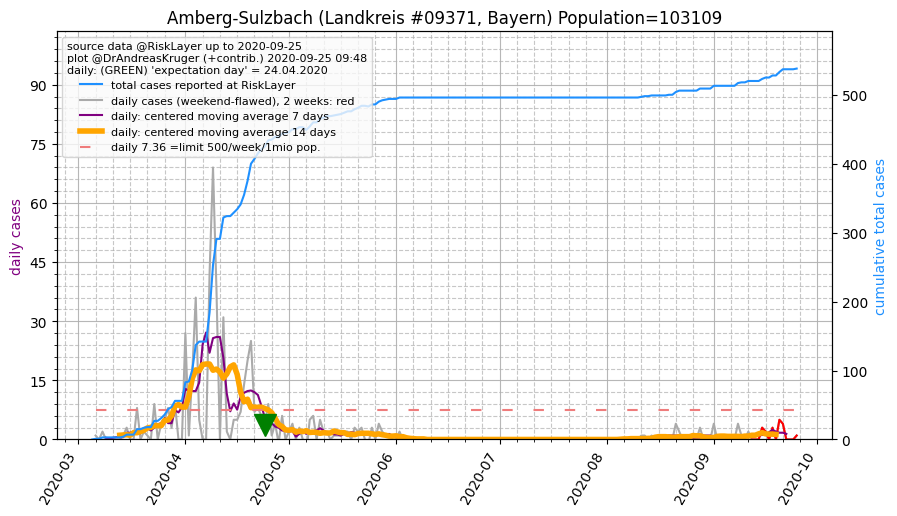 Amberg-Sulzbach (Landkreis #09371, Bayern) Population=103109
source data @RiskLayer up to 2020-09-25
plot @DrAndreasKruger (+contrib.) 2020-09-25 09:48
daily: (GREEN) 'expectation day' = 24.04.2020
total cases reported at RiskLayer
daily cases (weekend-flawed), 2 weeks: red
daily: centered moving average 7 days
daily: centered moving average 14 days
daily 7.36 =limit 500/week/1mio pop.
daily cases
90
75
60
45
30
15
0
cumulative total cases
500
400
300
200
100
0
2020-03
2020-04
2020-05
2020-06
2020-07
2020-08
2020-09
2020-10